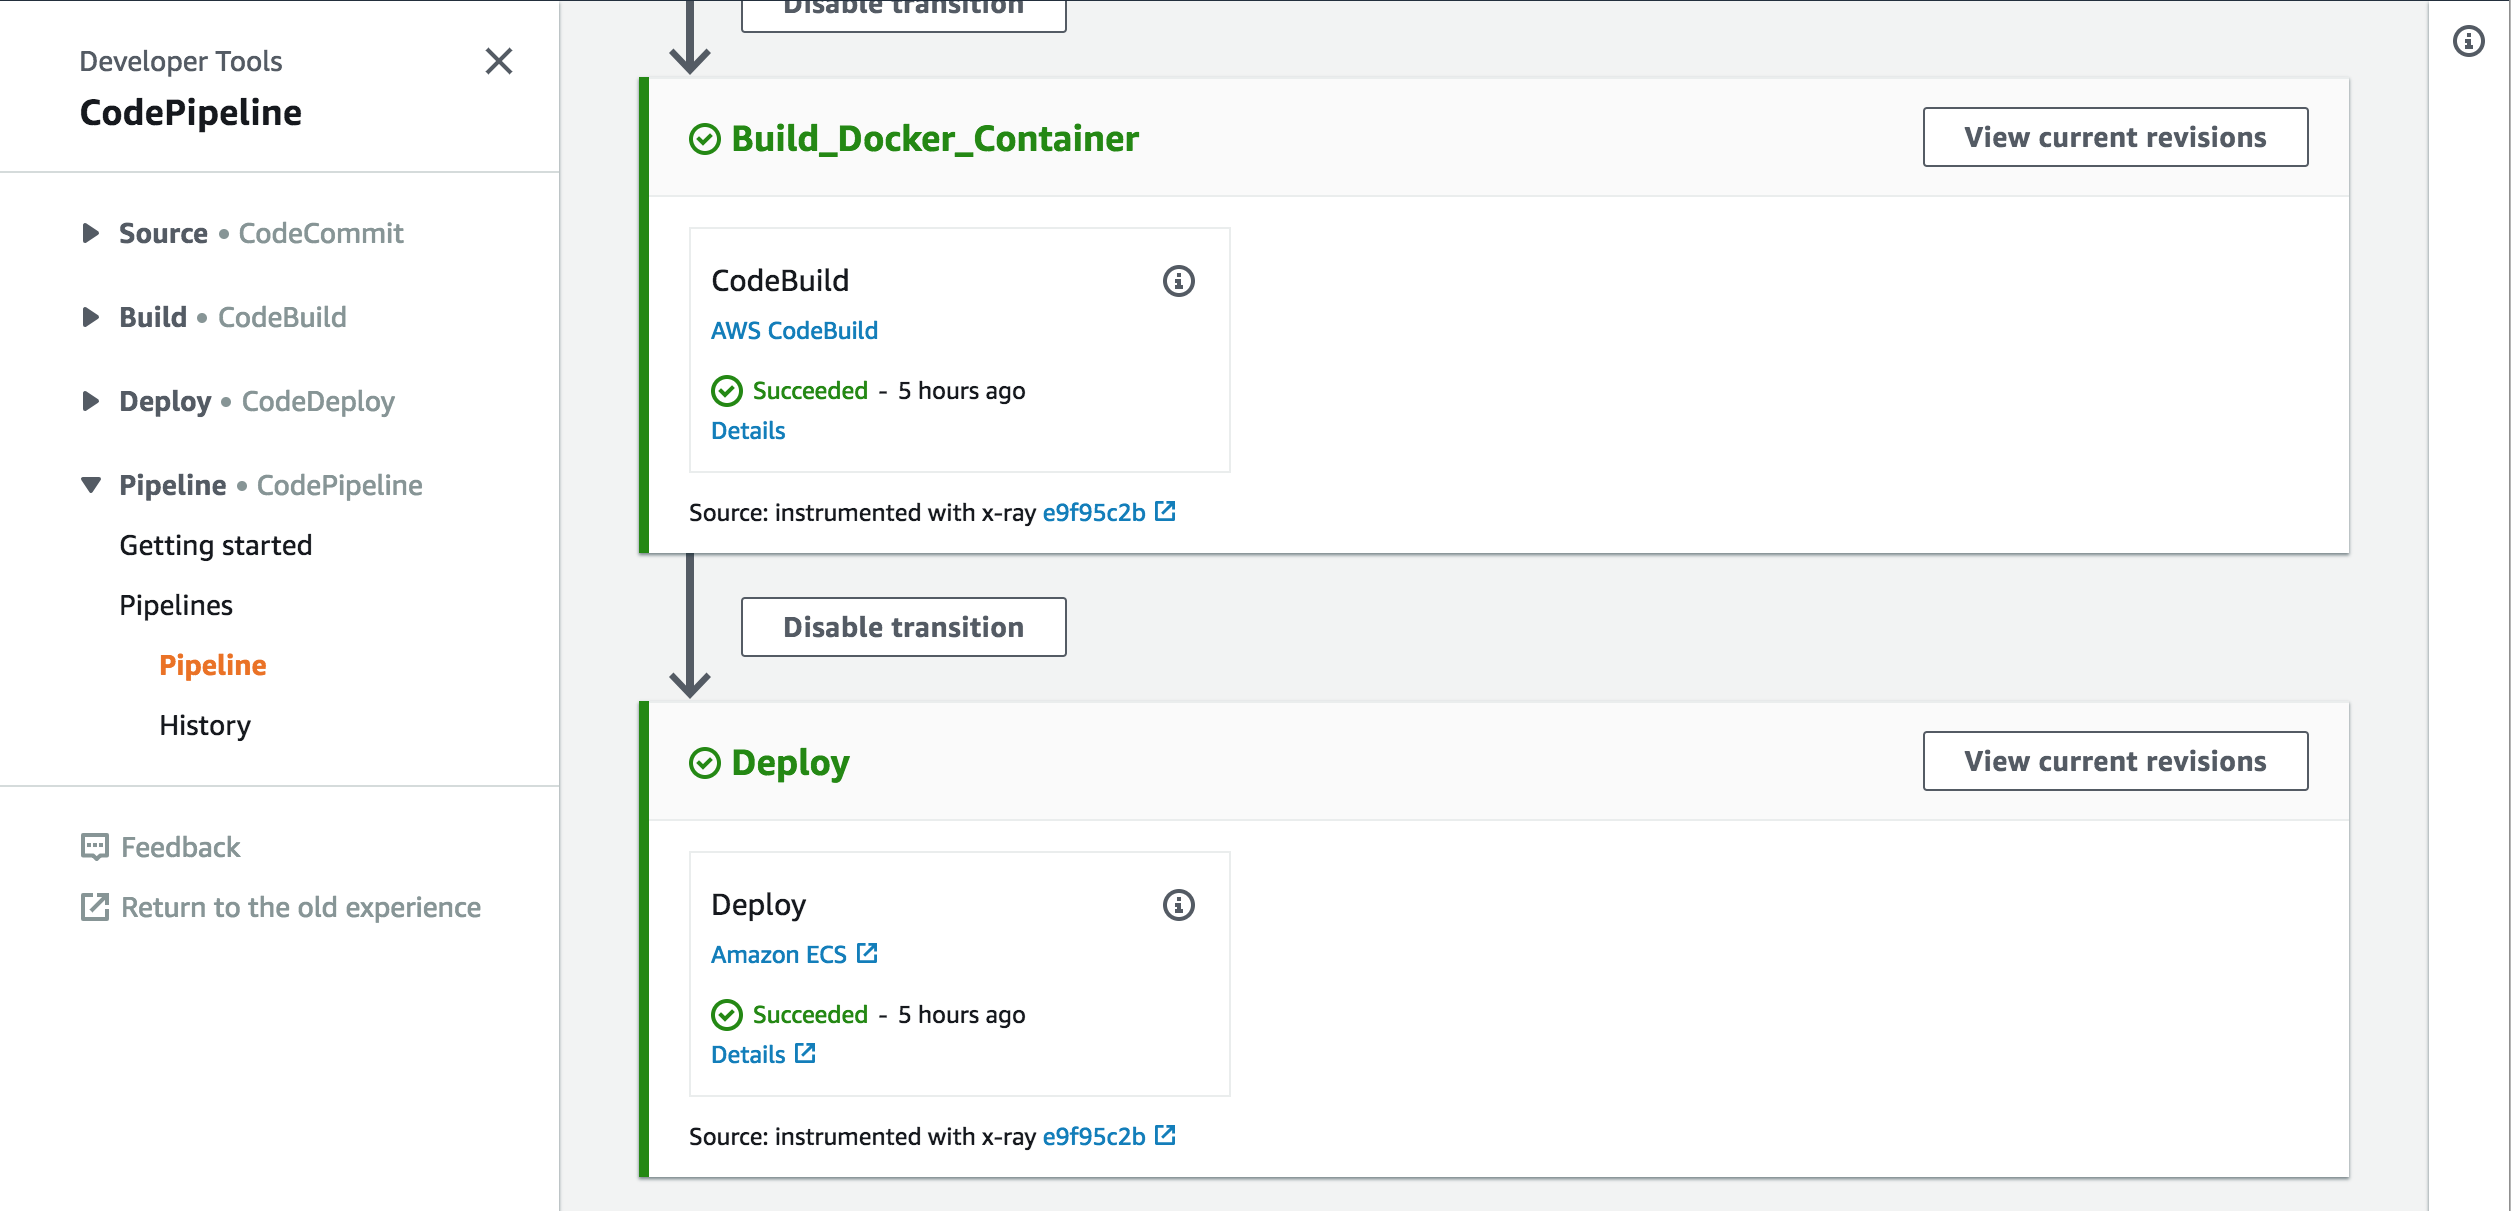 Developer Tools
CodePipeline
Source • CodeCommit
Build • CodeBuild
Deploy • CodeDeploy
Pipeline • CodePipeline
Getting started
Pipelines
Pipeline
History
Feedback
Return to the old experience
Disable transition
Build_Docker_Container
View current revisions
CodeBuild
AWS CodeBuild
Succeeded - 5 hours ago
Details
Source: instrumented with x-ray e9f95c2b
Disable transition
Deploy
View current revisions
Deploy
Amazon ECS
Succeeded - 5 hours ago
Details
Source: instrumented with x-ray e9f95c2b